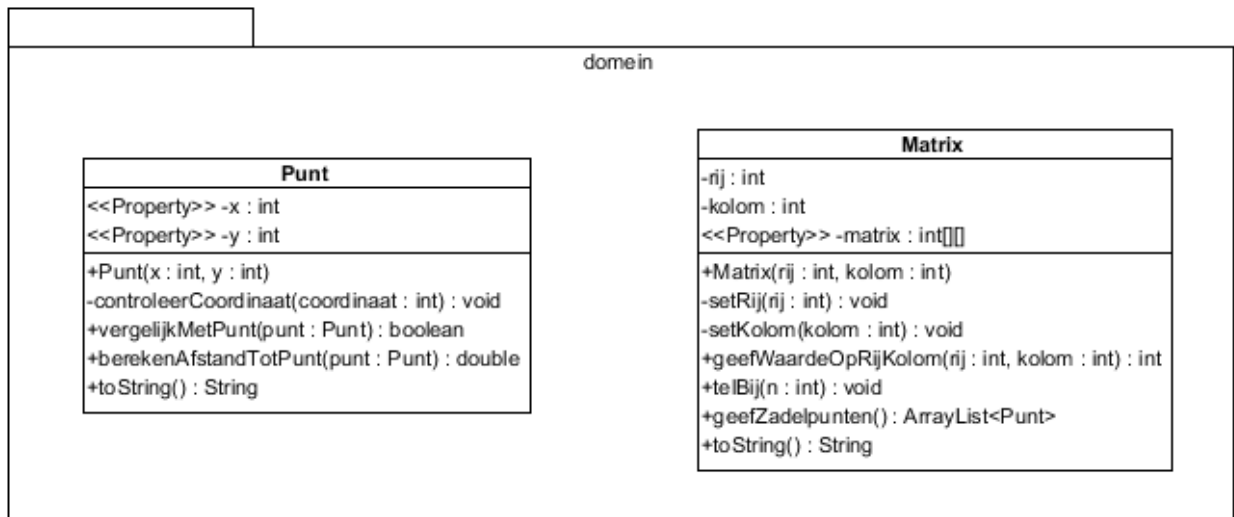 domein
Punt
<<Property>> -x : int
<<Property>> -y : int
+Punt(x : int, y : int)
-controleerCoordinaat(coordinaat : int) : void
+vergelijkMetPunt(punt : Punt) : boolean
+berekenAfstandTotPunt(punt : Punt) : double
+toString() : String
Matrix
-rij : int
-kolom : int
<<Property>> -matrix : int[][]
+Matrix(rij : int, kolom : int)
-setRij(rij : int) : void
-setKolom(kolom : int) : void
+geefWaardeOpRijKolom(rij : int, kolom : int) : int
+telBij(n : int) : void
+geefZadelpunten() : ArrayList<Punt>
+toString() : String